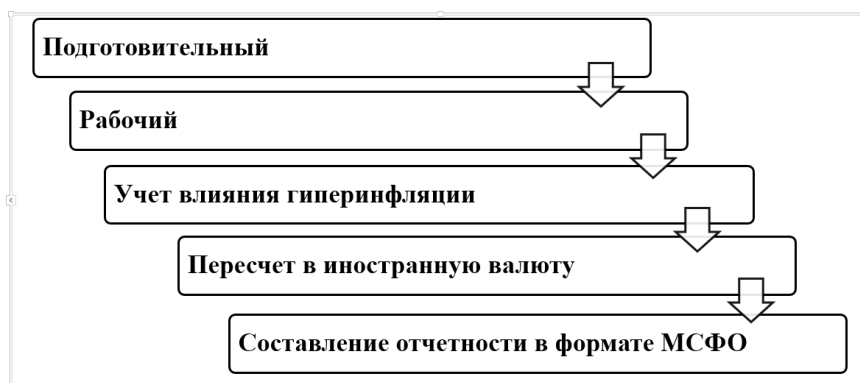 Подготовительный
Рабочий
Учет влияния гиперинфляции
Пересчет в иностранную валюту
Составление отчетности в формате МСФО